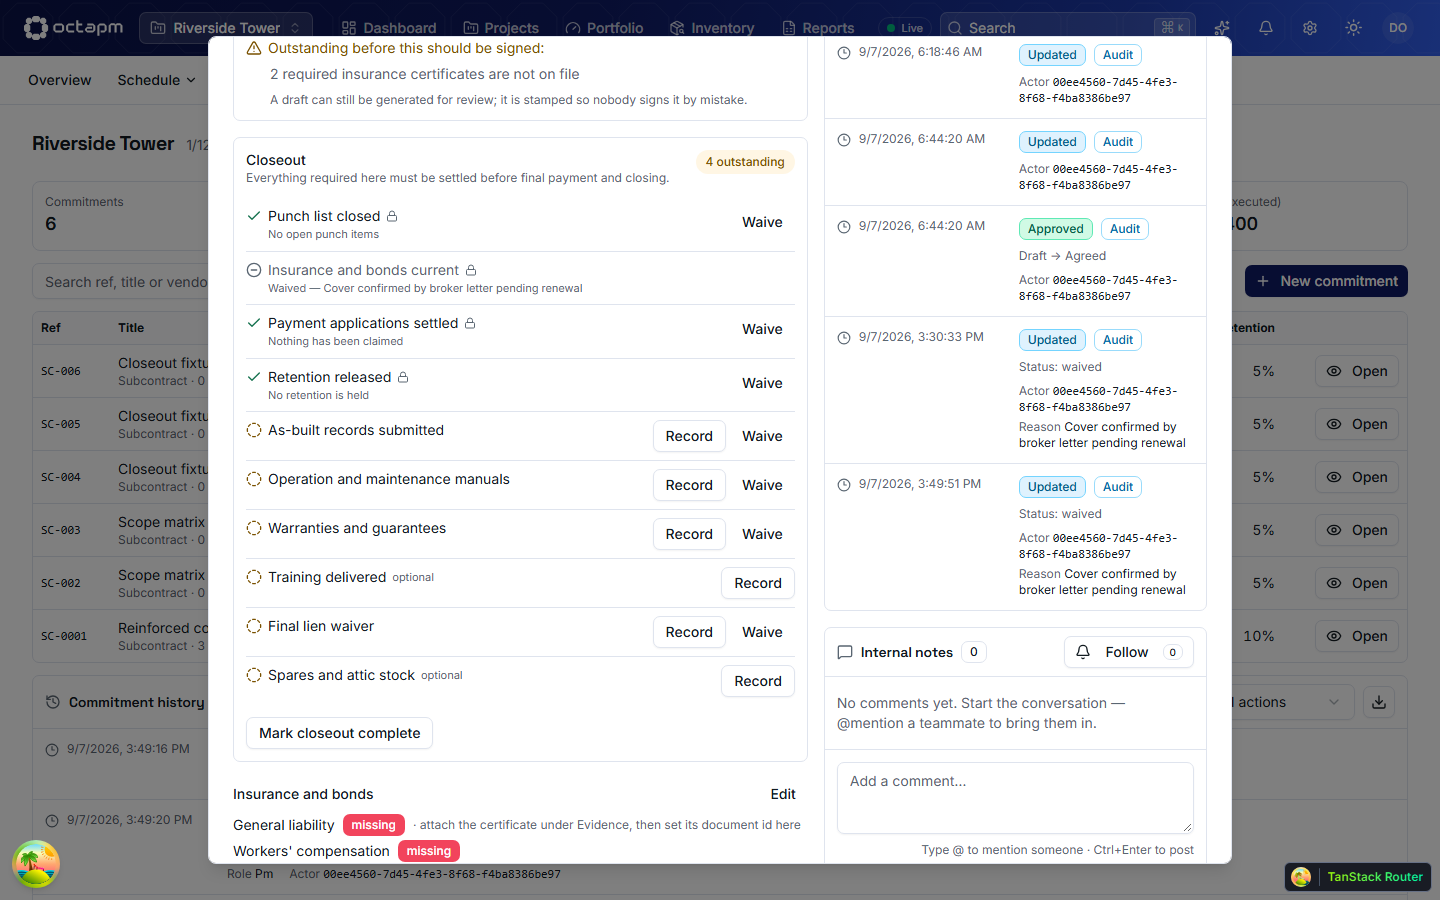 octapm
Riverside Tower
Dashboard
Projects
Portfolio
Inventory
Reports
Live
Search
⌘ K
DO
Overview
Schedule
Riverside Tower 1/12
Commitments
6
Search ref, title or vendo
New commitment
Ref
Title
SC-006
Closeout fixtu
Subcontract · 0
5%
Open
SC-005
Closeout fixtu
Subcontract · 0
5%
Open
SC-004
Closeout fixtu
Subcontract · 0
5%
Open
SC-003
Scope matrix
Subcontract · 0
5%
Open
SC-002
Scope matrix
Subcontract · 0
5%
Open
SC-0001
Reinforced co
Subcontract · 3
10%
Open
Commitment history
actions
9/7/2026, 3:49:16 PM
9/7/2026, 3:49:20 PM
Role Pm Actor 00ee4560-7d45-4fe3-8f68-f4ba8386be97
Outstanding before this should be signed:
2 required insurance certificates are not on file
A draft can still be generated for review; it is stamped so nobody signs it by mistake.
Closeout
4 outstanding
Everything required here must be settled before final payment and closing.
Punch list closed
No open punch items
Waive
Insurance and bonds current
Waived — Cover confirmed by broker letter pending renewal
Payment applications settled
Nothing has been claimed
Waive
Retention released
No retention is held
Waive
As-built records submitted
Record
Waive
Operation and maintenance manuals
Record
Waive
Warranties and guarantees
Record
Waive
Training delivered optional
Record
Final lien waiver
Record
Waive
Spares and attic stock optional
Record
Mark closeout complete
Insurance and bonds
Edit
General liability missing · attach the certificate under Evidence, then set its document id here
Workers' compensation missing
9/7/2026, 6:18:46 AM
Updated
Audit
Actor 00ee4560-7d45-4fe3-
8f68-f4ba8386be97
9/7/2026, 6:44:20 AM
Updated
Audit
Actor 00ee4560-7d45-4fe3-
8f68-f4ba8386be97
9/7/2026, 6:44:20 AM
Approved
Audit
Draft → Agreed
Actor 00ee4560-7d45-4fe3-
8f68-f4ba8386be97
9/7/2026, 3:30:33 PM
Updated
Audit
Status: waived
Actor 00ee4560-7d45-4fe3-
8f68-f4ba8386be97
Reason Cover confirmed by
broker letter pending renewal
9/7/2026, 3:49:51 PM
Updated
Audit
Status: waived
Actor 00ee4560-7d45-4fe3-
8f68-f4ba8386be97
Reason Cover confirmed by
broker letter pending renewal
Internal notes 0
Follow 0
No comments yet. Start the conversation —
@mention a teammate to bring them in.
Add a comment...
Type @ to mention someone · Ctrl+Enter to post
TanStack Router